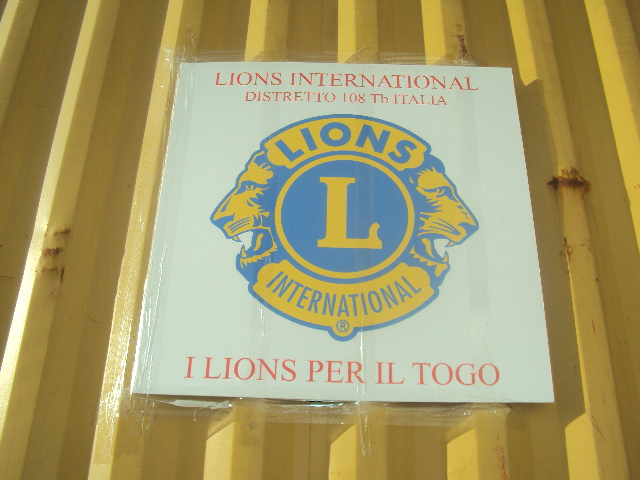 LIONS INTERNATIONAL
DISTRETTO 108 Tb ITALIA
LIONS
L
INTERNATIONAL
®
I LIONS PER IL TOGO